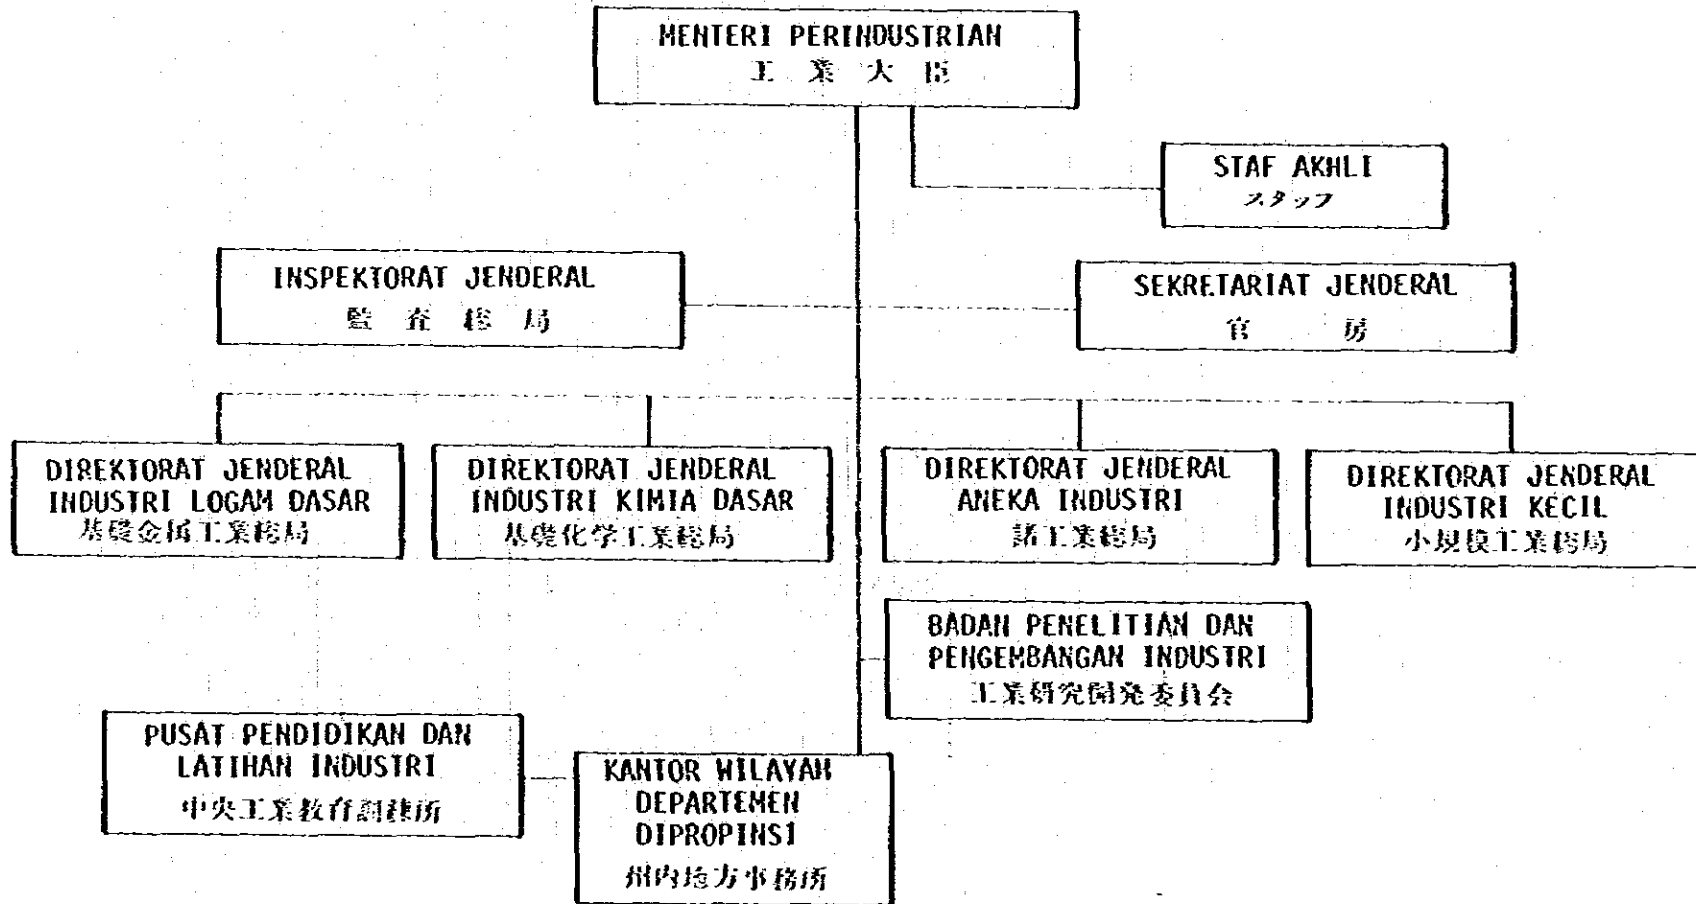 MENTERI PERINDUSTRIAN
工業大臣
STAF AKHLI
スタッフ
INSPEKTORAT JENDERAL
監査総局
SEKRETARIAT JENDERAL
官房
DIREKTORAT JENDERAL
INDUSTRI LOGAM DASAR
基礎金属工業総局
DIREKTORAT JENDERAL
INDUSTRI KIMIA DASAR
基礎化学工業総局
DIREKTORAT JENDERAL
ANEKA INDUSTRI
諸工業総局
DIREKTORAT JENDERAL
INDUSTRI KECIL
小規模工業総局
BADAN PENELITIAN DAN
PENGEMBANGAN INDUSTRI
工業研究開発委員会
PUSAT PENDIDIKAN DAN
LATIHAN INDUSTRI
中央工業教育訓練所
KANTOR WILAYAH
DEPARTEMEN
DIPROPINSI
州内地方事務所